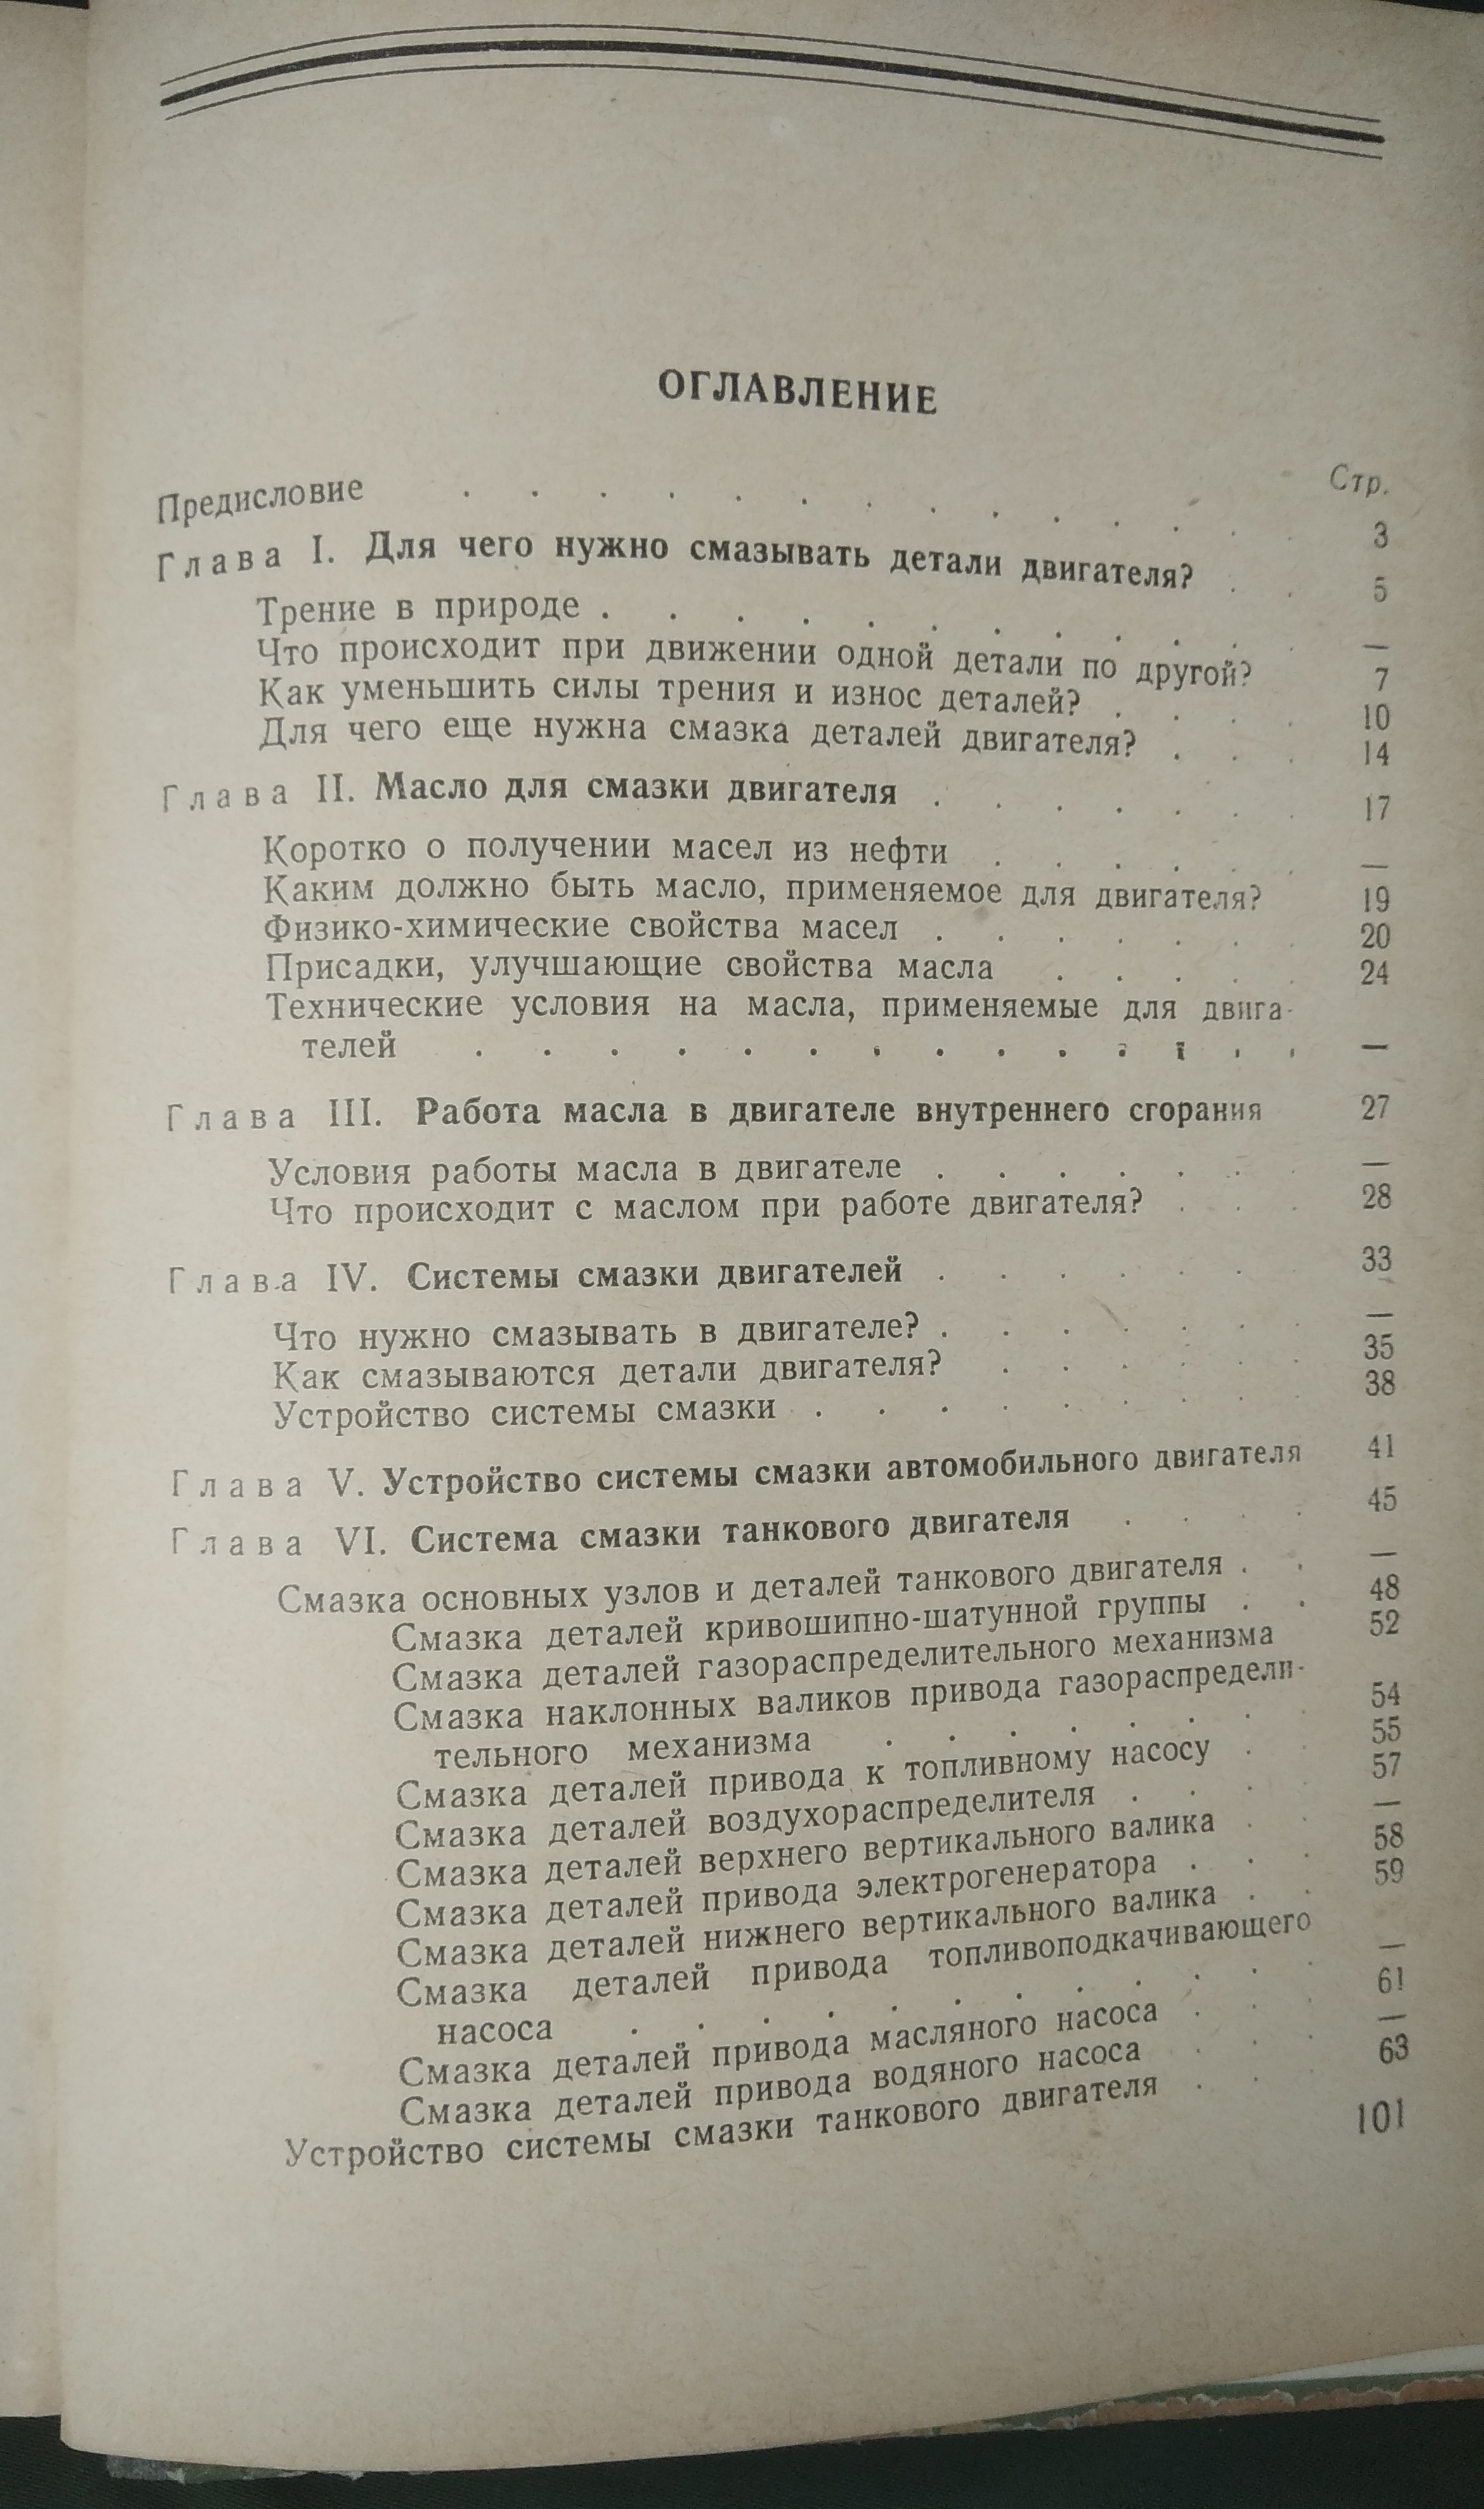 ОГЛАВЛЕНИЕ
Стр.
Предисловие . . . . . . . . . . . . 3
Глава I. Для чего нужно смазывать детали двигателя? . . 5
Трение в природе . . . . . . . . . . . —
Что происходит при движении одной детали по другой? 7
Как уменьшить силы трения и износ деталей? . . . . 10
Для чего еще нужна смазка деталей двигателя? . . . 14
Глава II. Масло для смазки двигателя . . . . . . . 17
Коротко о получении масел из нефти . . . . . . —
Каким должно быть масло, применяемое для двигателя? 19
Физико-химические свойства масел . . . . . . . 20
Присадки, улучшающие свойства масла . . . . . 24
Технические условия на масла, применяемые для двига-
телей . . . . . . . . . . . . . . —
Глава III. Работа масла в двигателе внутреннего сгорания 27
Условия работы масла в двигателе . . . . . . . —
Что происходит с маслом при работе двигателя? . . . 28
Глава IV. Системы смазки двигателей . . . . . . 33
Что нужно смазывать в двигателе? . . . . . . . —
Как смазываются детали двигателя? . . . . . . 35
Устройство системы смазки . . . . . . . . . 38
Глава V. Устройство системы смазки автомобильного двигателя 41
Глава VI. Система смазки танкового двигателя . . . . 45
Смазка основных узлов и деталей танкового двигателя . . —
Смазка деталей кривошипно-шатунной группы . . 48
Смазка деталей газораспределительного механизма 52
Смазка наклонных валиков привода газораспредели-
тельного механизма . . . . . . . . 54
Смазка деталей привода к топливному насосу . . 55
Смазка деталей воздухораспределителя . . . . 57
Смазка деталей верхнего вертикального валика . . —
Смазка деталей привода электрогенератора . . . 58
Смазка деталей нижнего вертикального валика . . 59
Смазка деталей привода топливоподкачивающего
насоса . . . . . . . . . . . . —
Смазка деталей привода масляного насоса . . . 61
Смазка деталей привода водяного насоса . . . —
Устройство системы смазки танкового двигателя . . . 63
101